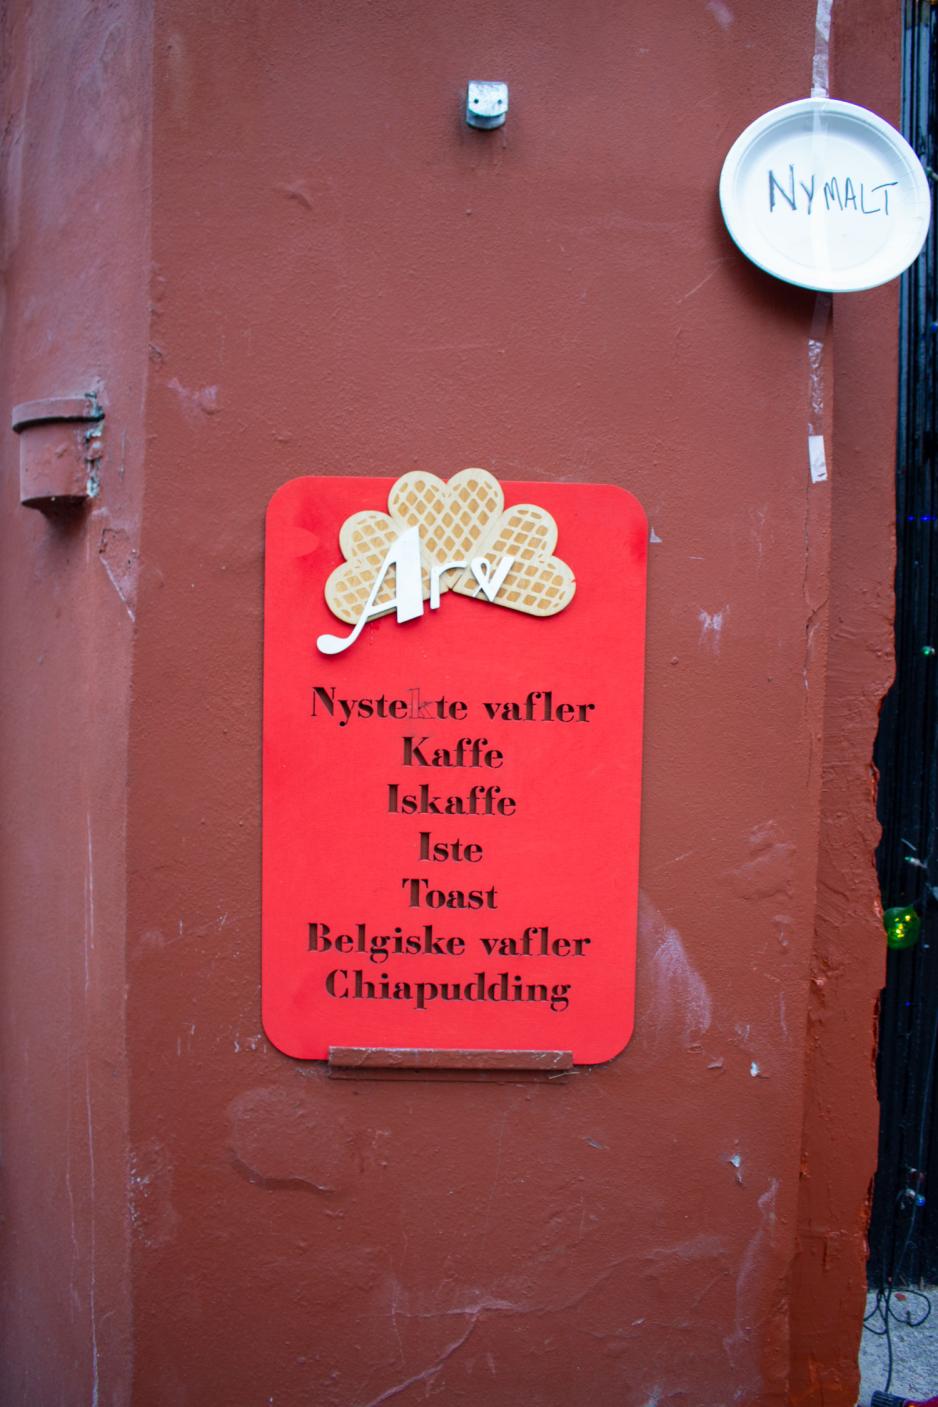 NYMALT
Arv
Nystekte vafler
Kaffe
Iskaffe
Iste
Toast
Belgiske vafler
Chiapudding